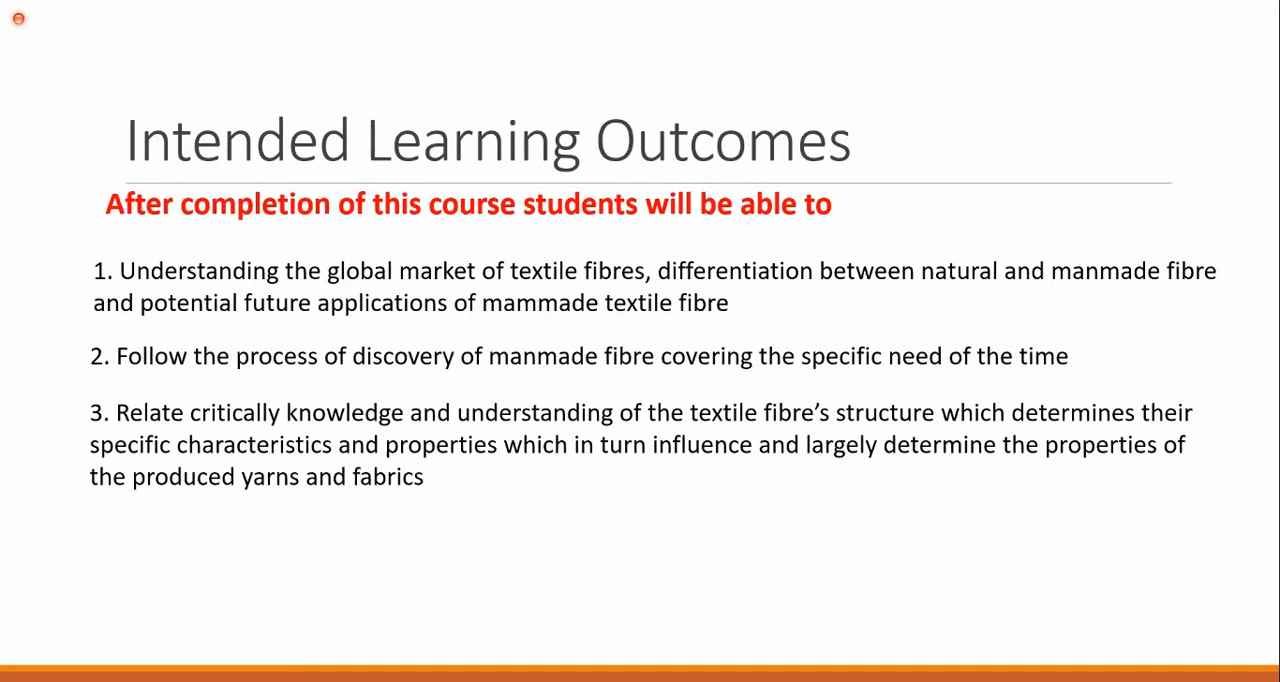 Intended Learning Outcomes
After completion of this course students will be able to
1. Understanding the global market of textile fibres, differentiation between natural and manmade fibre
and potential future applications of mammade textile fibre
2. Follow the process of discovery of manmade fibre covering the specific need of the time
3. Relate critically knowledge and understanding of the textile fibre’s structure which determines their
specific characteristics and properties which in turn influence and largely determine the properties of
the produced yarns and fabrics